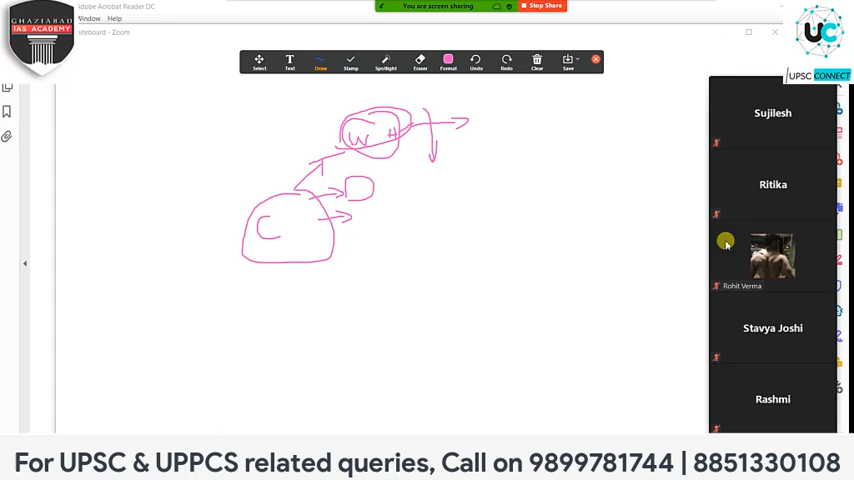 GHAZIABAD
IAS ACADEMY
Adobe Acrobat Reader DC
Window Help
iteboard - Zoom
You are screen sharing
Stop Share
UC
UPSC CONNECT
Select
Text
Draw
Stamp
Spotlight
Eraser
Format
Undo
Redo
Clear
Save
W H
D
C
Sujilesh
Ritika
Rohit Verma
Stavya Joshi
Rashmi
For UPSC & UPPCS related queries, Call on 9899781744 | 8851330108